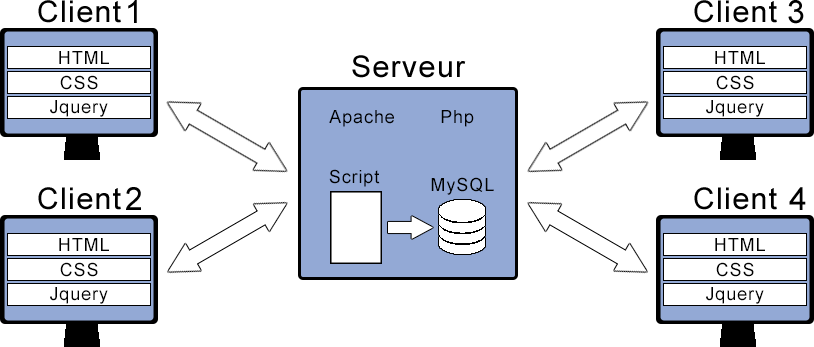 Client1
HTML
CSS
Jquery
Client2
HTML
CSS
Jquery
Serveur
Apache
Php
Script
MySQL
Client 3
HTML
CSS
Jquery
Client 4
HTML
CSS
Jquery